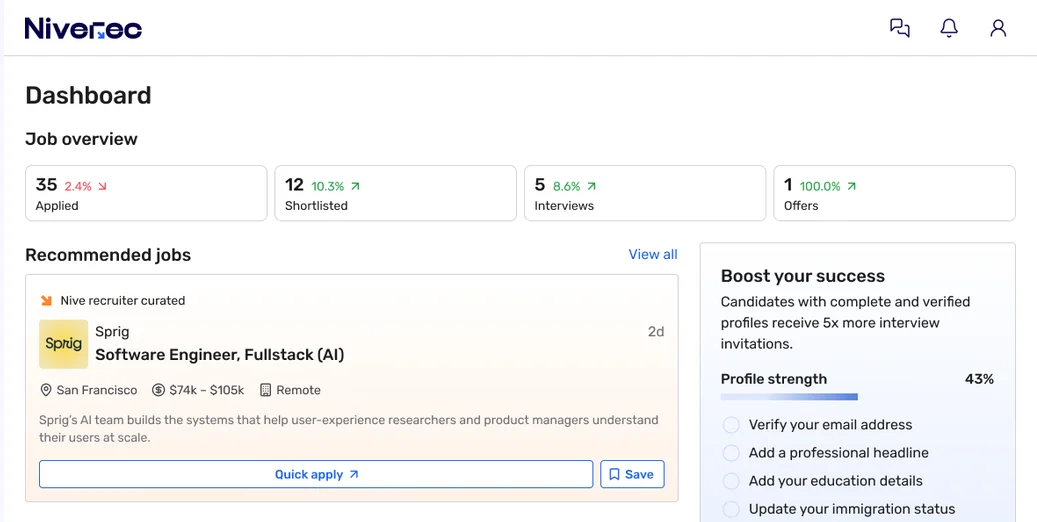 Niverec
Dashboard
Job overview
35 2.4%
Applied
12 10.3%
Shortlisted
5 8.6%
Interviews
1 100.0%
Offers
Recommended jobs
View all
Nive recruiter curated
Sprig
Sprig
2d
Software Engineer, Fullstack (AI)
San Francisco $74k – $105k Remote
Sprig's AI team builds the systems that help user-experience researchers and product managers understand
their users at scale.
Quick apply
Save
Boost your success
Candidates with complete and verified
profiles receive 5x more interview
invitations.
Profile strength 43%
Verify your email address
Add a professional headline
Add your education details
Update your immigration status